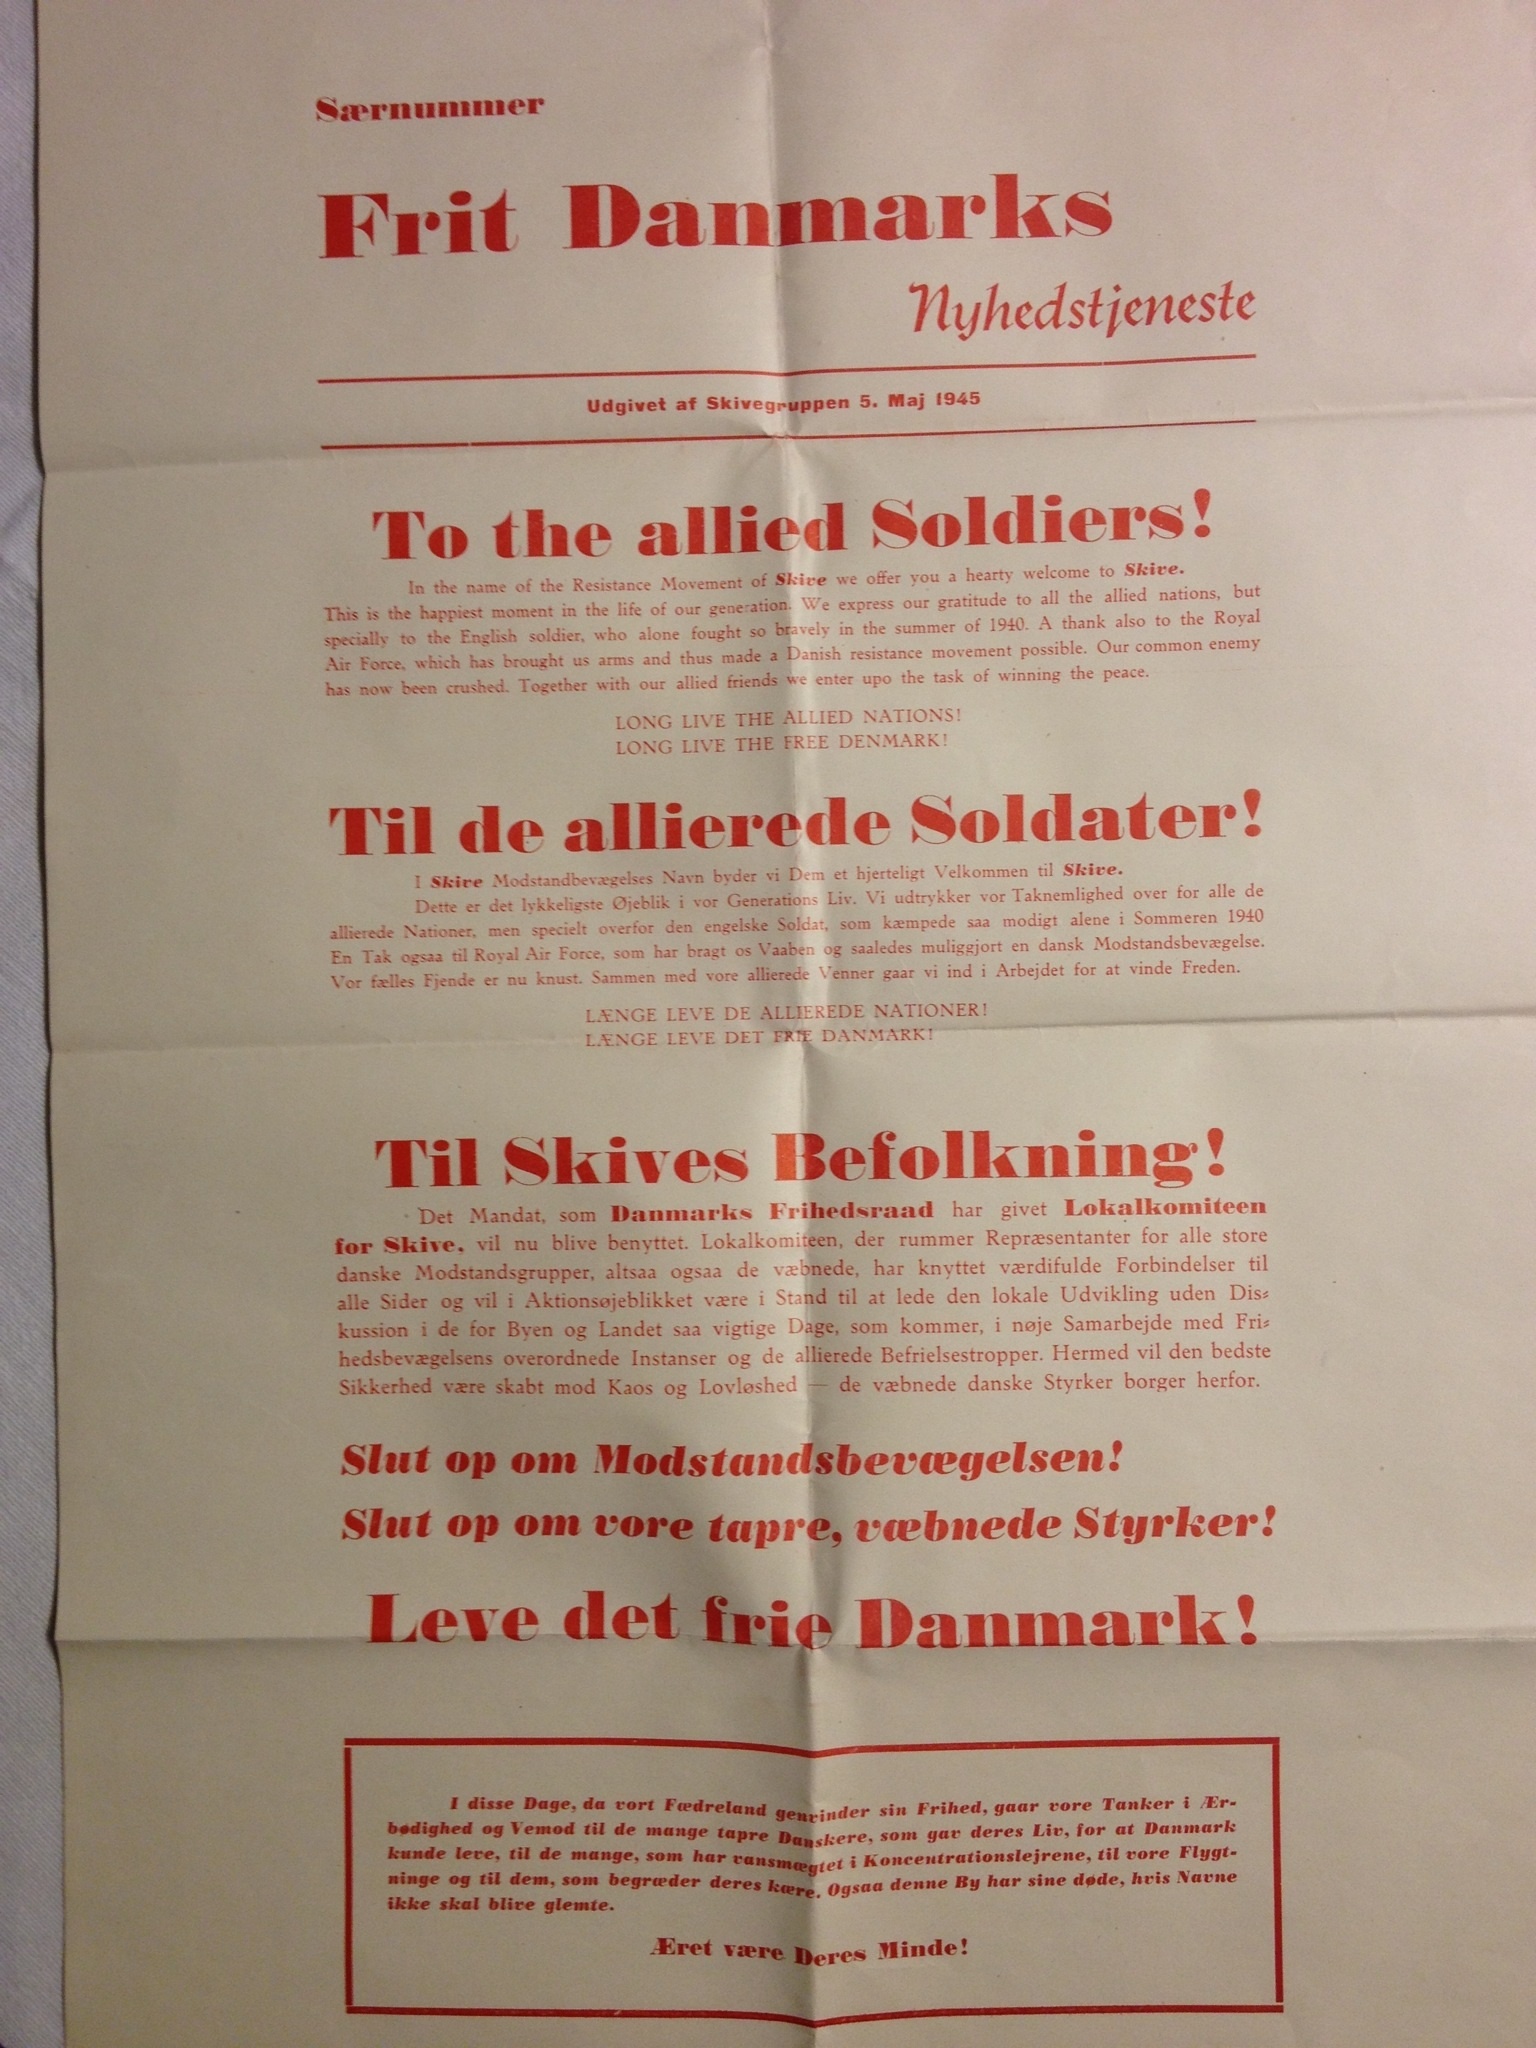 Særnummer
Frit Danmarks
Nyhedstjeneste
Udgivet af Skivegruppen 5. Maj 1945
To the allied Soldiers!
In the name of the Resistance Movement of Skive we offer you a hearty welcome to Skive.
This is the happiest moment in the life of our generation. We express our gratitude to all the allied nations, but
specially to the English soldier, who alone fought so bravely in the summer of 1940. A thank also to the Royal
Air Force, which has brought us arms and thus made a Danish resistance movement possible. Our common enemy
has now been crushed. Together with our allied friends we enter upo the task of winning the peace.
LONG LIVE THE ALLIED NATIONS!
LONG LIVE THE FREE DENMARK!
Til de allierede Soldater!
I Skive Modstandbevægelses Navn byder vi Dem et hjerteligt Velkommen til Skive.
Dette er det lykkeligste Øjeblik i vor Generations Liv. Vi udtrykker vor Taknemlighed over for alle de
allierede Nationer, men specielt overfor den engelske Soldat, som kæmpede saa modigt alene i Sommeren 1940
En Tak ogsaa til Royal Air Force, som har bragt os Vaaben og saaledes muliggjort en dansk Modstandsbevægelse.
Vor fælles Fjende er nu knust. Sammen med vore allierede Venner gaar vi ind i Arbejdet for at vinde Freden.
LÆNGE LEVE DE ALLIEREDE NATIONER!
LÆNGE LEVE DET FRIE DANMARK!
Til Skives Befolkning!
Det Mandat, som Danmarks Frihedsraad har givet Lokalkomiteen
for Skive, vil nu blive benyttet. Lokalkomiteen, der rummer Repræsentanter for alle store
danske Modstandsgrupper, altsaa ogsaa de væbnede, har knyttet værdifulde Forbindelser til
alle Sider og vil i Aktionsøjeblikket være i Stand til at lede den lokale Udvikling uden Dis-
kussion i de for Byen og Landet saa vigtige Dage, som kommer, i nøje Samarbejde med Fri-
hedsbevægelsens overordnede Instanser og de allierede Befrielsestropper. Hermed vil den bedste
Sikkerhed være skabt mod Kaos og Lovløshed — de væbnede danske Styrker borger herfor.
Slut op om Modstandsbevægelsen!
Slut op om vore tapre, væbnede Styrker!
Leve det frie Danmark!
I disse Dage, da vort Fædreland genvinder sin Frihed, gaar vore Tanker i Ær-
bødighed og Vemod til de mange tapre Danskere, som gav deres Liv, for at Danmark
kunde leve, til de mange, som har vansmægtet i Koncentrationslejrene, til vore Flygt-
ninge og til dem, som begræder deres kære. Ogsaa denne By har sine døde, hvis Navne
ikke skal blive glemte.
Æret være Deres Minde!